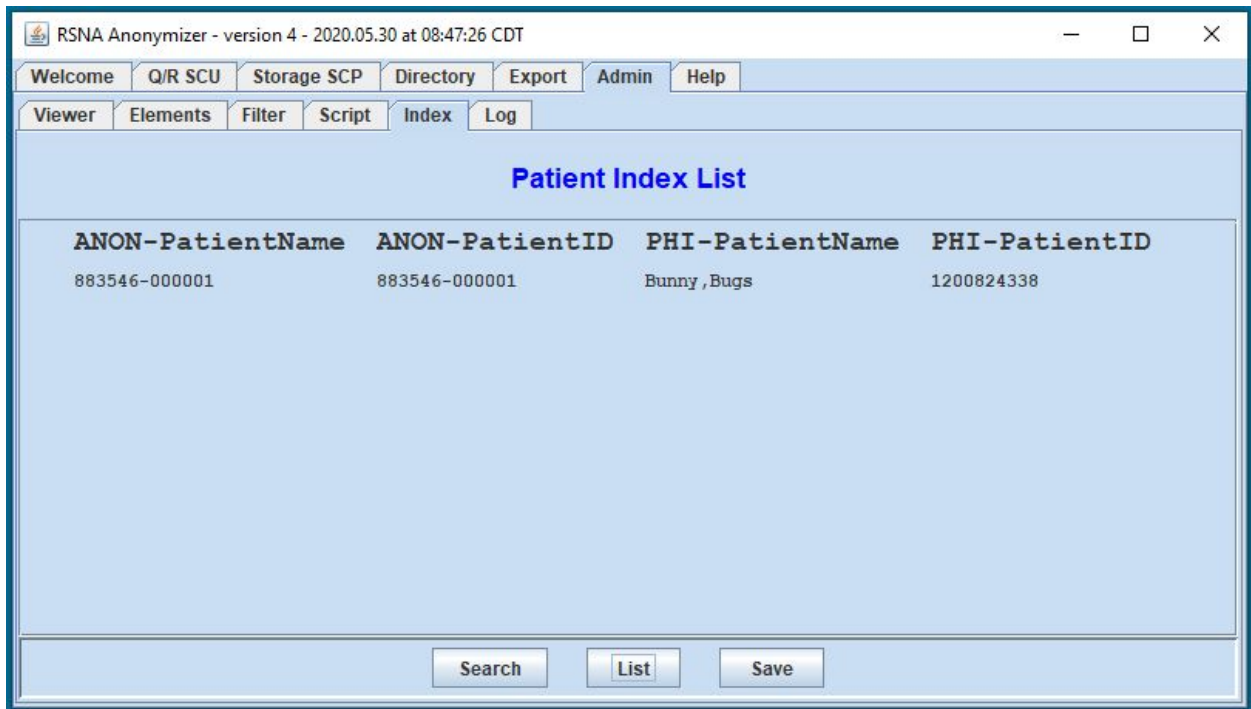 RSNA Anonymizer - version 4 - 2020.05.30 at 08:47:26 CDT
Welcome Q/R SCU Storage SCP Directory Export Admin Help
Viewer Elements Filter Script Index Log
Patient Index List
ANON-PatientName ANON-PatientID PHI-PatientName PHI-PatientID
883546-000001 883546-000001 Bunny,Bugs 1200824338
Search List Save